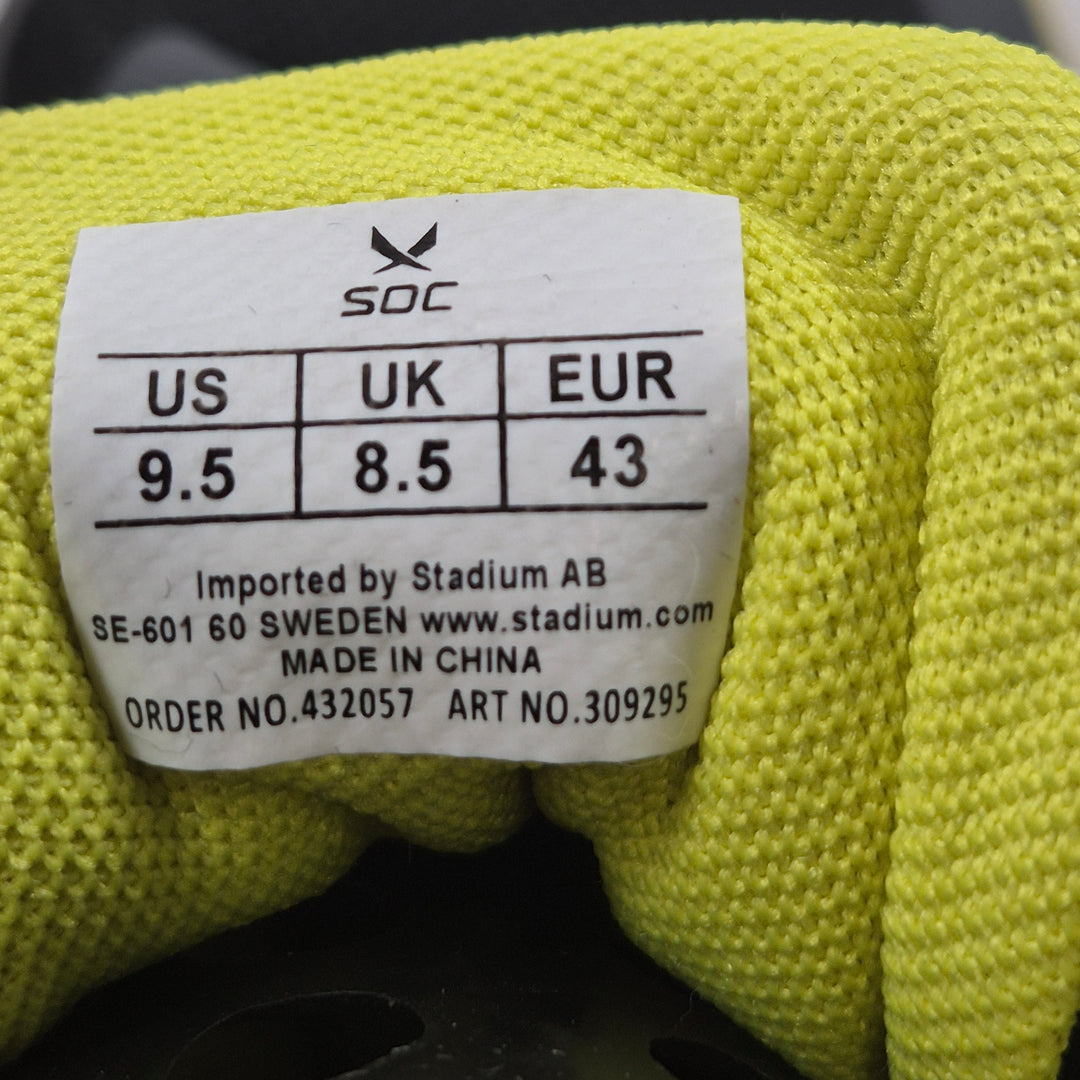 SOC
US UK EUR
9.5 8.5 43
Imported by Stadium AB
SE-601 60 SWEDEN www.stadium.com
MADE IN CHINA
ORDER NO.432057 ART NO.309295